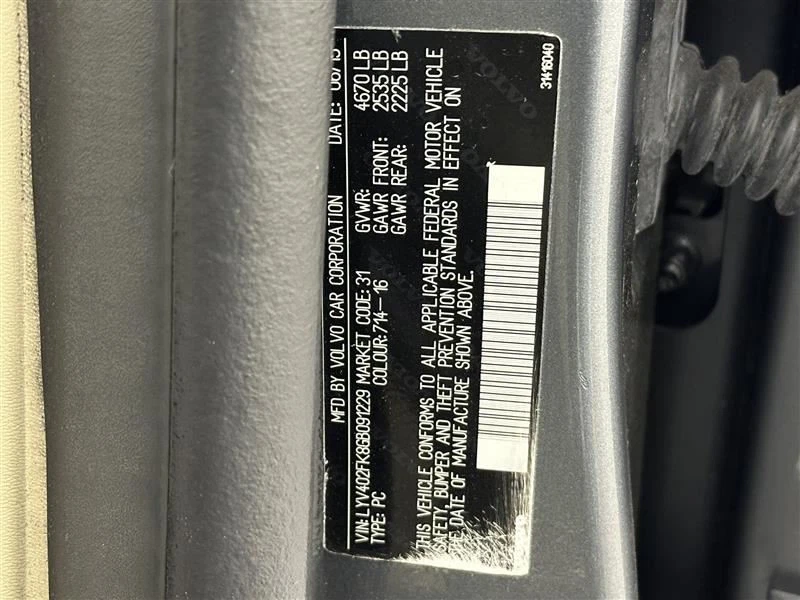 MFD BY VOLVO CAR CORPORATION DATE: 08/15
VIN: LYV402FK8GB091229 MARKET CODE: 31 GVWR: 4670 LB
TYPE: PC COLOUR: 714-16 GAWR FRONT: 2535 LB
GAWR REAR: 2225 LB
THIS VEHICLE CONFORMS TO ALL APPLICABLE FEDERAL MOTOR VEHICLE
SAFETY, BUMPER AND THEFT PREVENTION STANDARDS IN EFFECT ON
THE DATE OF MANUFACTURE SHOWN ABOVE.
31416040
VOLVO